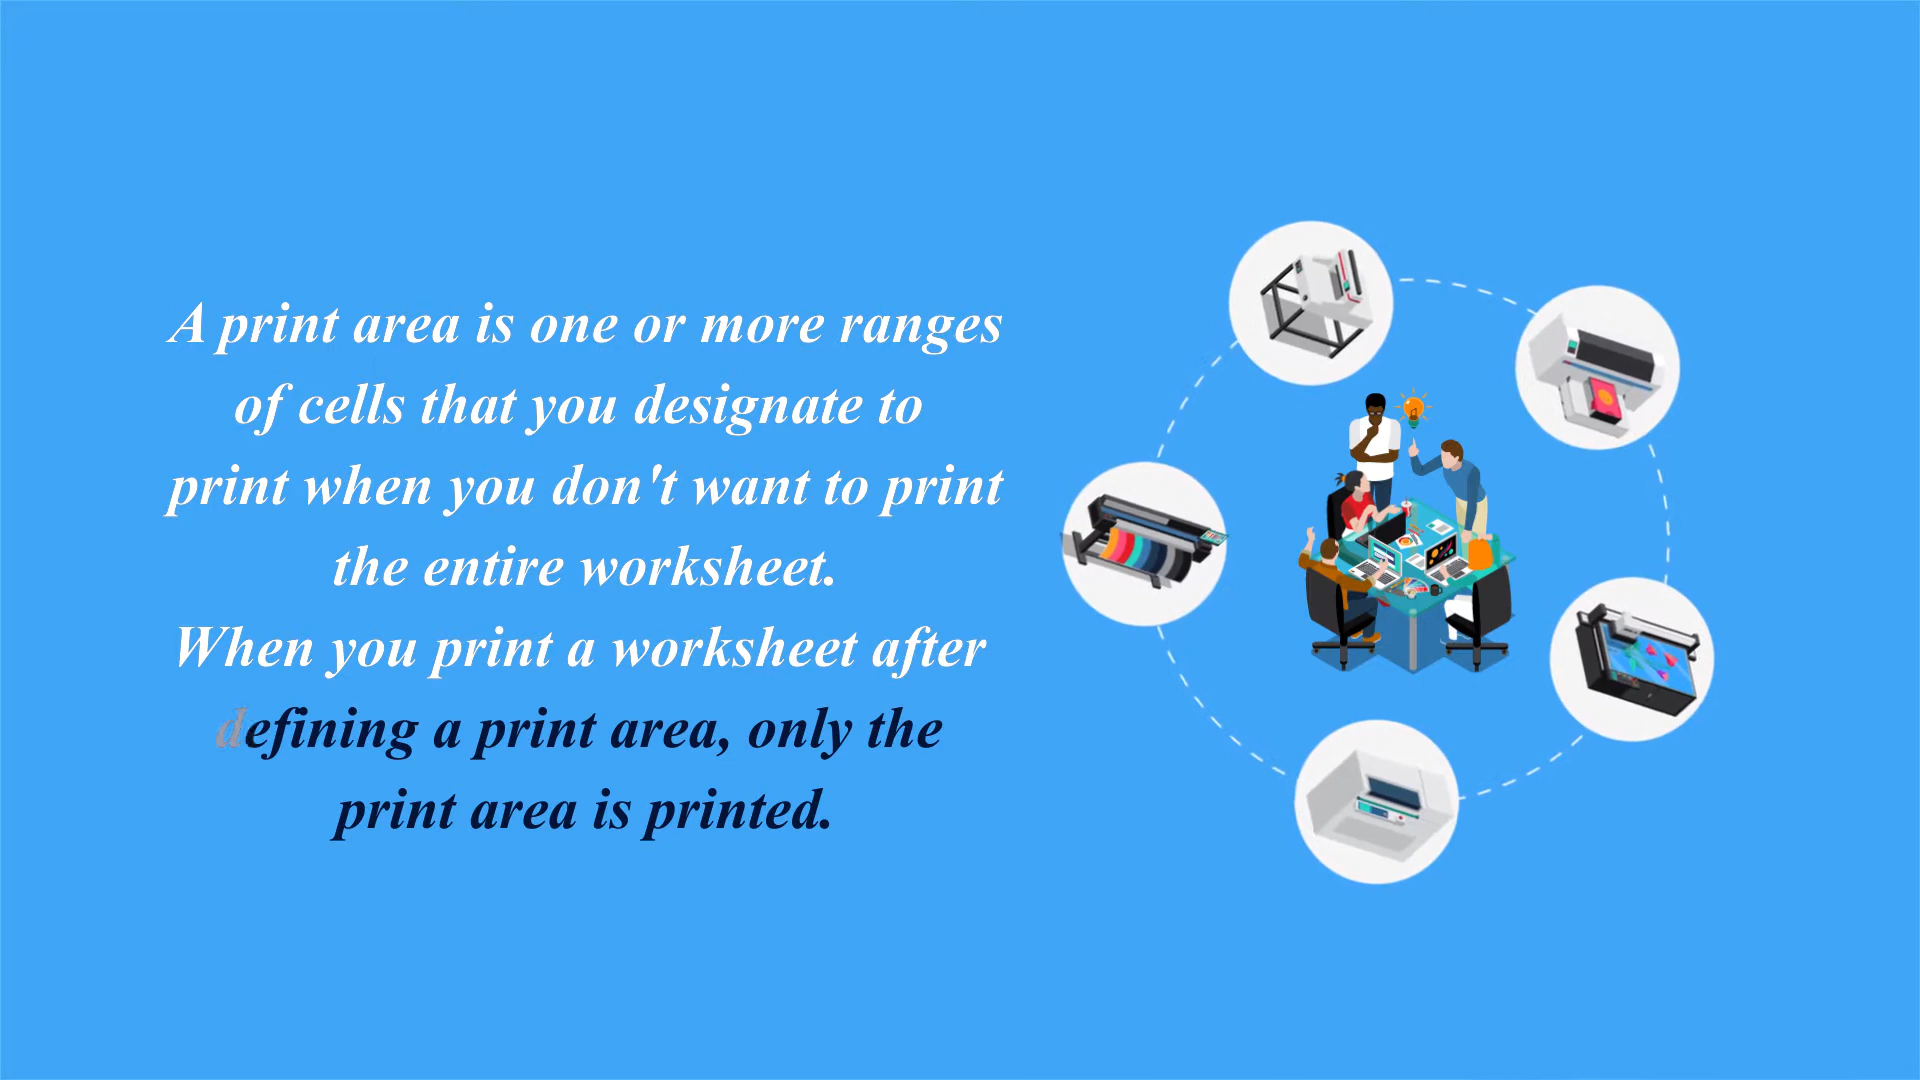 A print area is one or more ranges
of cells that you designate to
print when you don't want to print
the entire worksheet.
When you print a worksheet after
defining a print area, only the
print area is printed.